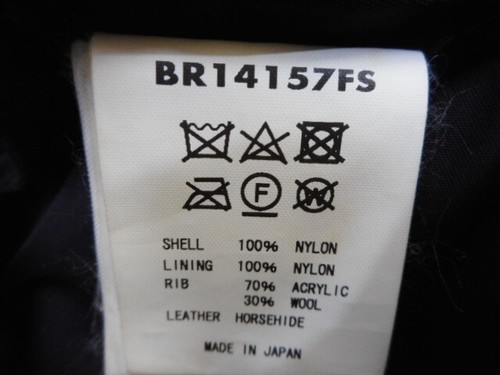 BR14157FS
F
W
SHELL 100% NYLON
LINING 100% NYLON
RIB 70% ACRYLIC
30% WOOL
LEATHER HORSEHIDE
MADE IN JAPAN